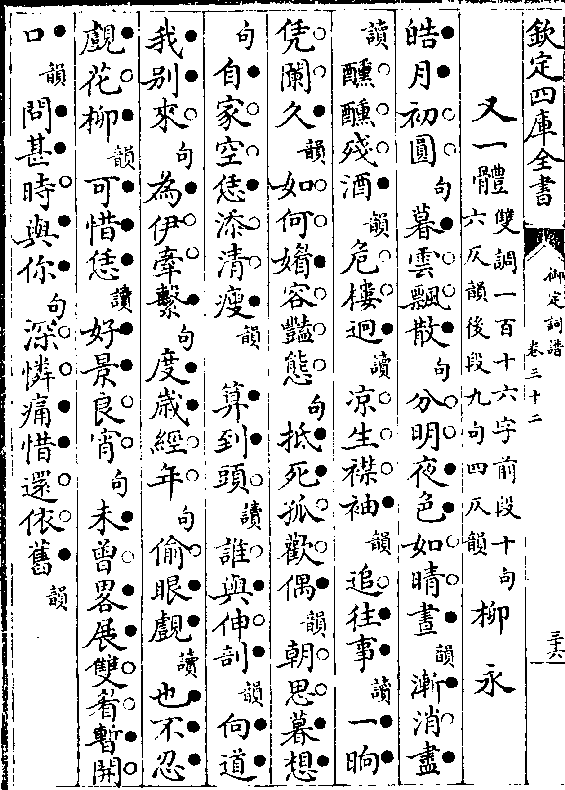 欽定四庫全書 御定詞譜 卷三十二 三十六
又一體 雙調一百十六字前段十句六仄韻後段九句四仄韻 柳永
皓月初圓句暮雲飄散句分明夜色如晴晝韻漸消盡
讀醺醺殘酒韻危樓迥讀凉生襟袖韻追往事讀一晌
凭闌久韻如何媚容豔態句抵死孤歡偶韻朝思暮想
句自家空恁添清瘦韻 算到頭讀誰與伸剖韻向道
我别來句為伊牽繫句度歲經年句偷眼覷讀也不忍
覷花柳韻可惜恁讀好景良宵句未曾畧展雙眉暫開
口韻問甚時與你句深憐痛惜還依舊韻